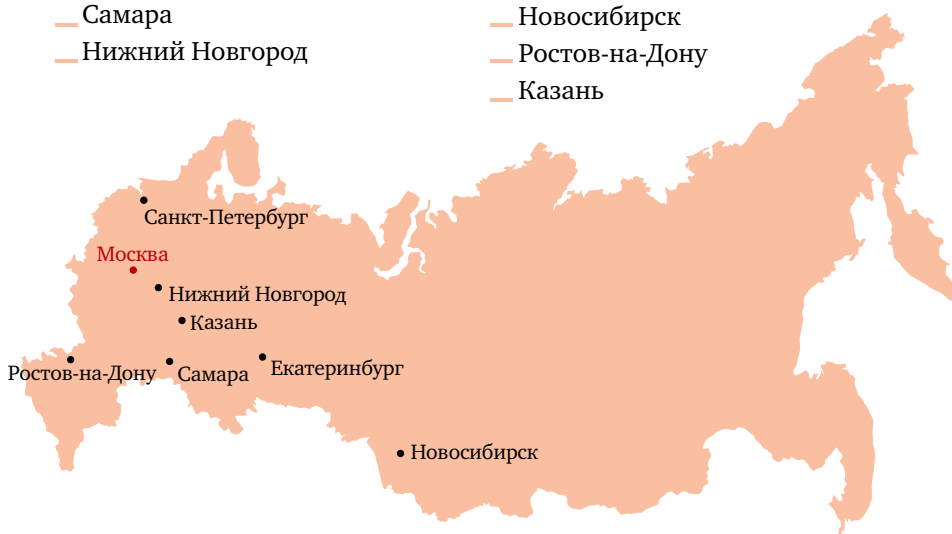 Самара
Нижний Новгород
Новосибирск
Ростов-на-Дону
Казань
Санкт-Петербург
Москва
Нижний Новгород
Казань
Ростов-на-Дону
Самара
Екатеринбург
Новосибирск